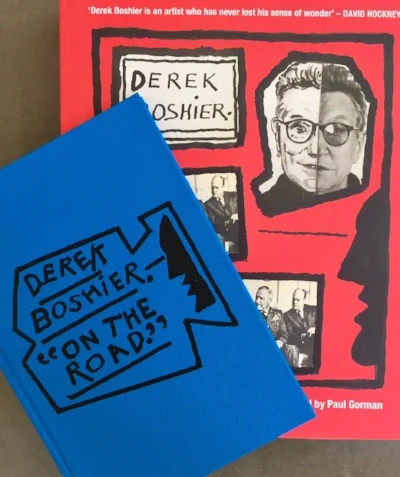 ‘Derek Boshier is an artist who has never lost his sense of wonder’ – DAVID HOCKNEY
DEREK
BOSHIER.
DEREK
BOSHIER.
“ON THE
ROAD.”
by Paul Gorman